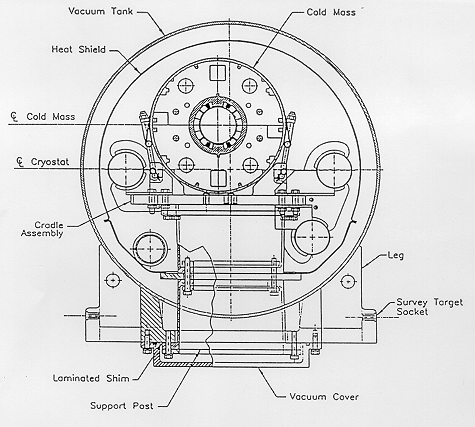 Vacuum Tank
Cold Mass
Heat Shield
℄ Cold Mass
℄ Cryostat
Cradle
Assembly
Leg
Survey Target
Socket
Laminated Shim
Support Post
Vacuum Cover